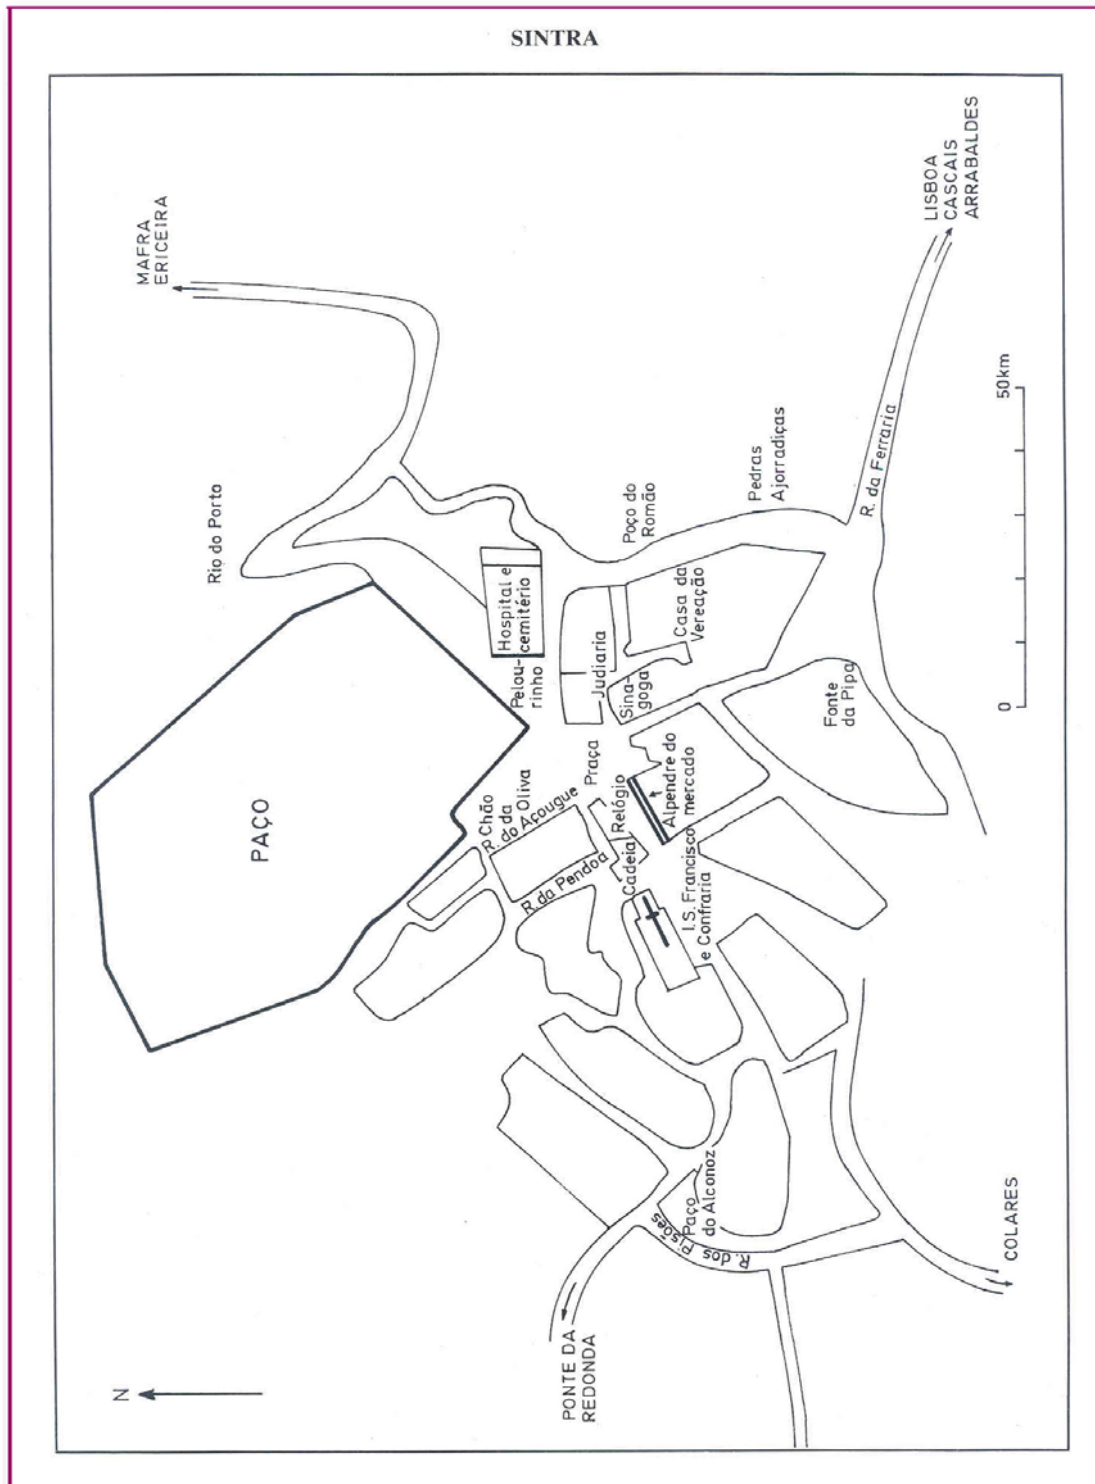 SINTRA
MAFRA
ERICEIRA
LISBOA
CASCAIS
ARRABALDES
Rio do Porto
Poço do
Romão
Pedras
Ajorradiças
R. da Ferraria
50km
0
Hospital e
cemitério
Pelou-
rinho
Judiaria
Sina-
goga
Casa da
Vereação
Fonte
da Pipa
PAÇO
Chão
da
Oliva
R. do Açougue
Praça
R. da Pendoa
Relógio
Cadeia
Alpendre do
mercado
I.S. Francisco
e Confraria
Paço
do Alconoz
R. dos Pisões
PONTE DA
REDONDA
COLARES
N